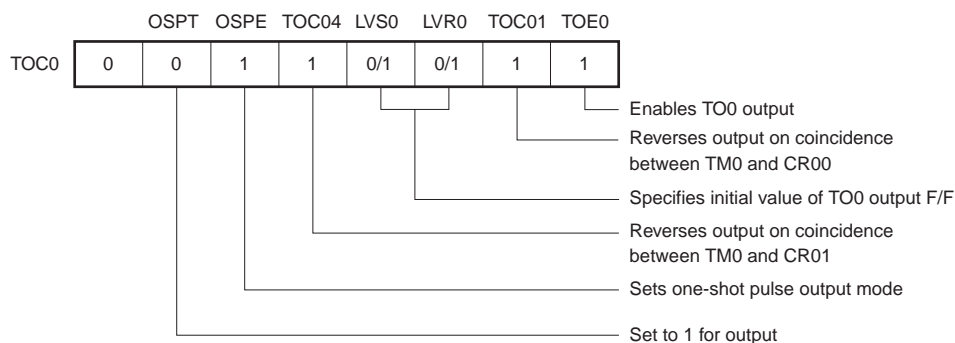 OSPT OSPE TOC04 LVS0 LVR0 TOC01 TOE0
TOC0 0 0 1 1 0/1 0/1 1 1
Enables TO0 output
Reverses output on coincidence
between TM0 and CR00
Specifies initial value of TO0 output F/F
Reverses output on coincidence
between TM0 and CR01
Sets one-shot pulse output mode
Set to 1 for output